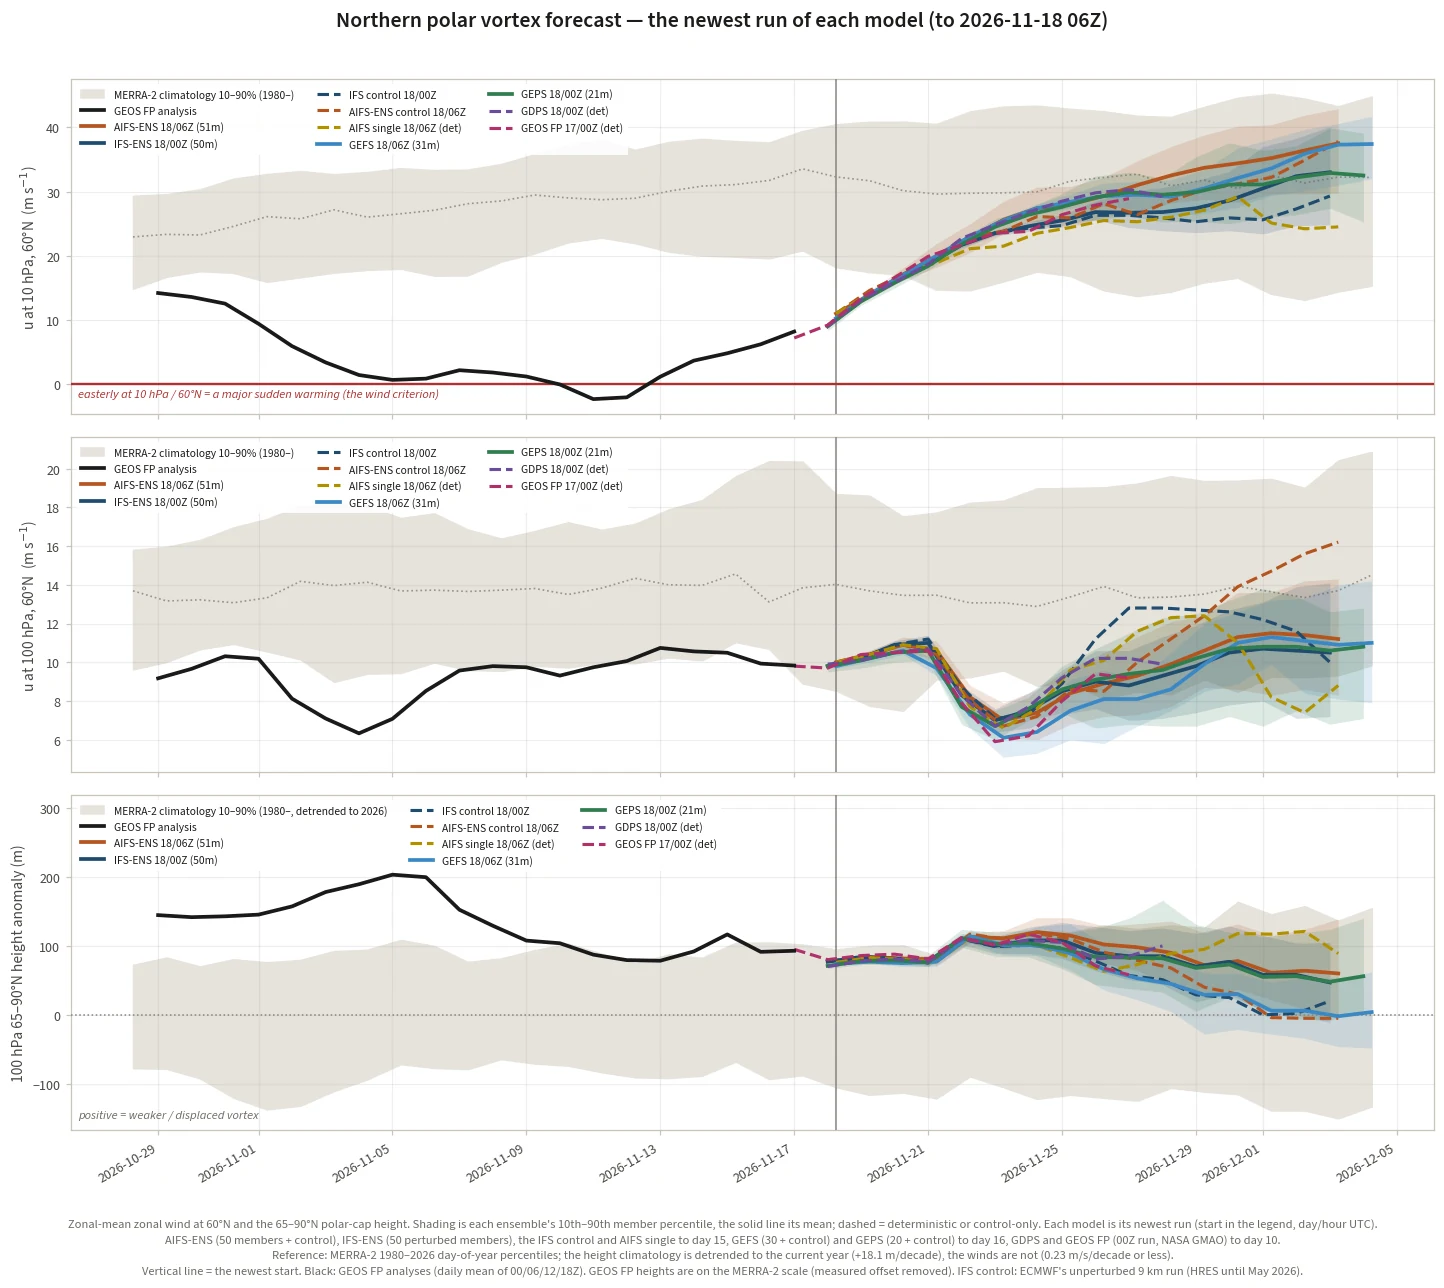 Northern polar vortex forecast — the newest run of each model (to 2026-11-18 06Z)
MERRA-2 climatology 10–90% (1980–)
GEOS FP analysis
AIFS-ENS 18/06Z (51m)
IFS-ENS 18/00Z (50m)
IFS control 18/00Z
AIFS-ENS control 18/06Z
AIFS single 18/06Z (det)
GEFS 18/06Z (31m)
GEPS 18/00Z (21m)
GDPS 18/00Z (det)
GEOS FP 17/00Z (det)
u at 10 hPa, 60°N (m s⁻¹)
40
30
20
10
0
easterly at 10 hPa / 60°N = a major sudden warming (the wind criterion)
MERRA-2 climatology 10–90% (1980–)
GEOS FP analysis
AIFS-ENS 18/06Z (51m)
IFS-ENS 18/00Z (50m)
IFS control 18/00Z
AIFS-ENS control 18/06Z
AIFS single 18/06Z (det)
GEFS 18/06Z (31m)
GEPS 18/00Z (21m)
GDPS 18/00Z (det)
GEOS FP 17/00Z (det)
u at 100 hPa, 60°N (m s⁻¹)
20
18
16
14
12
10
8
6
MERRA-2 climatology 10–90% (1980–, detrended to 2026)
GEOS FP analysis
AIFS-ENS 18/06Z (51m)
IFS-ENS 18/00Z (50m)
IFS control 18/00Z
AIFS-ENS control 18/06Z
AIFS single 18/06Z (det)
GEFS 18/06Z (31m)
GEPS 18/00Z (21m)
GDPS 18/00Z (det)
GEOS FP 17/00Z (det)
100 hPa 65–90°N height anomaly (m)
300
200
100
0
−100
positive = weaker / displaced vortex
2026-10-29
2026-11-01
2026-11-05
2026-11-09
2026-11-13
2026-11-17
2026-11-21
2026-11-25
2026-11-29
2026-12-01
2026-12-05
Zonal-mean zonal wind at 60°N and the 65–90°N polar-cap height. Shading is each ensemble's 10th–90th member percentile, the solid line its mean; dashed = deterministic or control-only. Each model is its newest run (start in the legend, day/hour UTC).
AIFS-ENS (50 members + control), IFS-ENS (50 perturbed members), the IFS control and AIFS single to day 15, GEFS (30 + control) and GEPS (20 + control) to day 16, GDPS and GEOS FP (00Z run, NASA GMAO) to day 10.
Reference: MERRA-2 1980–2026 day-of-year percentiles; the height climatology is detrended to the current year (+18.1 m/decade), the winds are not (0.23 m/s/decade or less).
Vertical line = the newest start. Black: GEOS FP analyses (daily mean of 00/06/12/18Z). GEOS FP heights are on the MERRA-2 scale (measured offset removed). IFS control: ECMWF's unperturbed 9 km run (HRES until May 2026).